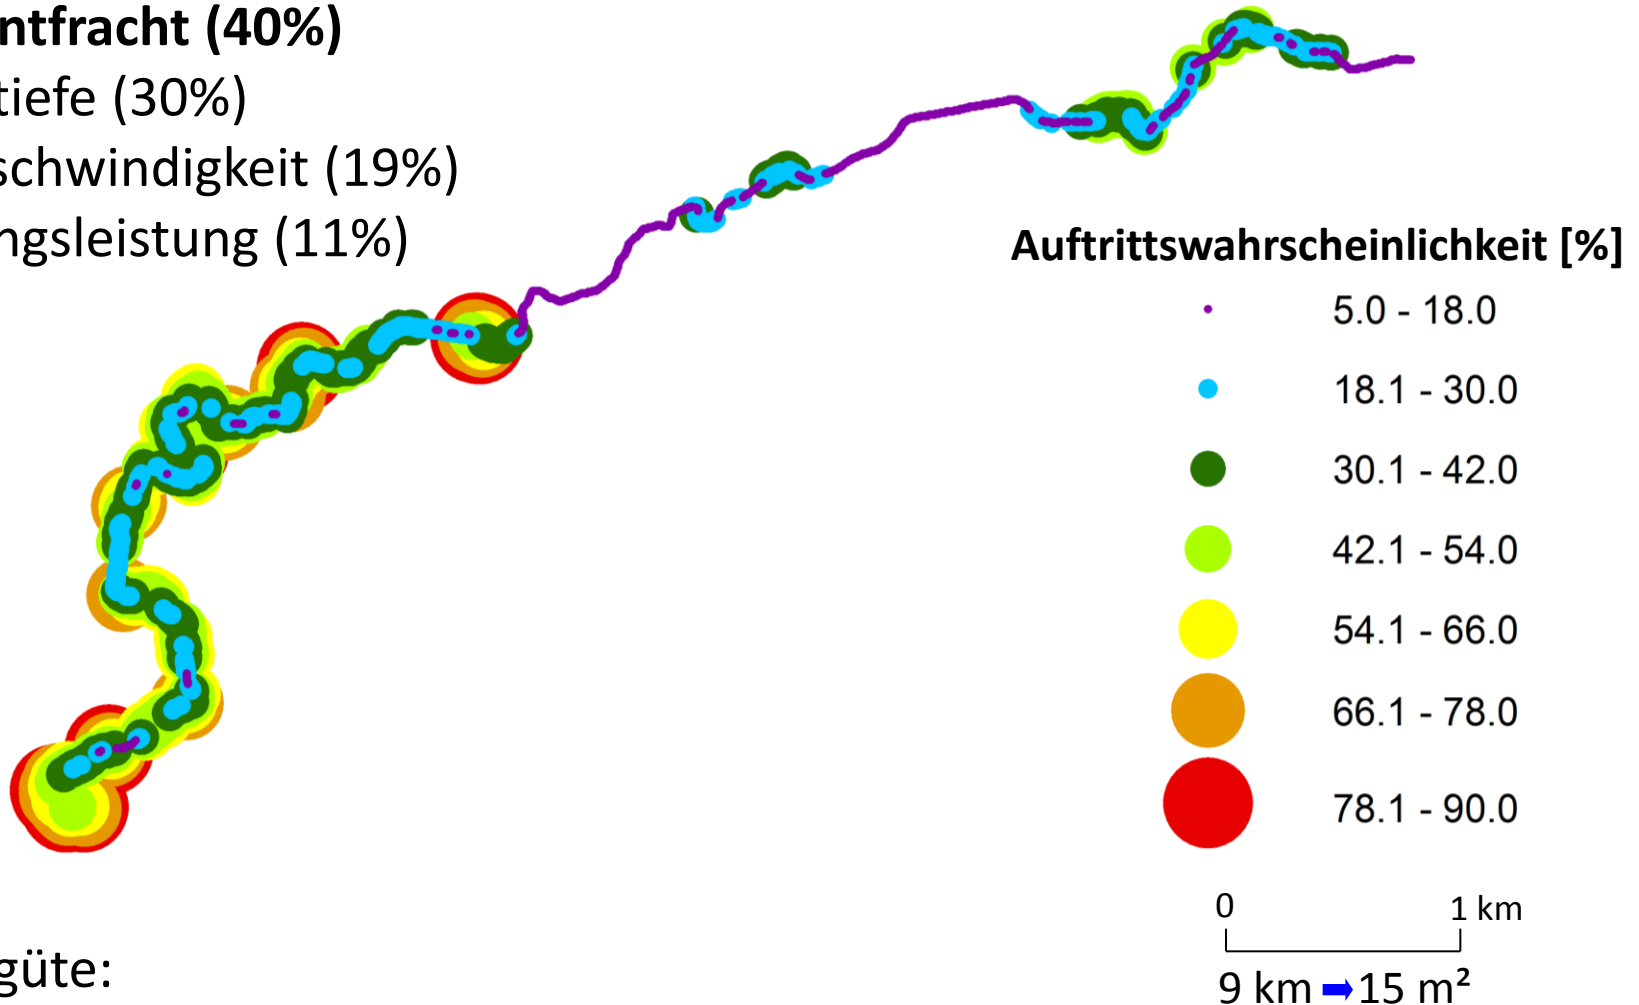 ntfracht (40%)
tiefe (30%)
schwindigkeit (19%)
ngsleistung (11%)
Auftrittswahrscheinlichkeit [%]
5.0 - 18.0
18.1 - 30.0
30.1 - 42.0
42.1 - 54.0
54.1 - 66.0
66.1 - 78.0
78.1 - 90.0
0 1 km
güte:
9 km 15 m²